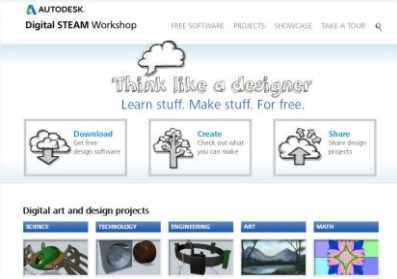 AUTODESK.
Digital STEAM Workshop
FREE SOFTWARE PROJECTS SHOWCASE TAKE A TOUR
Think like a designer
Learn stuff. Make stuff. For free.
Download
Get free
design software
Create
Check out what
you can make
Share
Share design
projects
Digital art and design projects
SCIENCE TECHNOLOGY ENGINEERING ART MATH